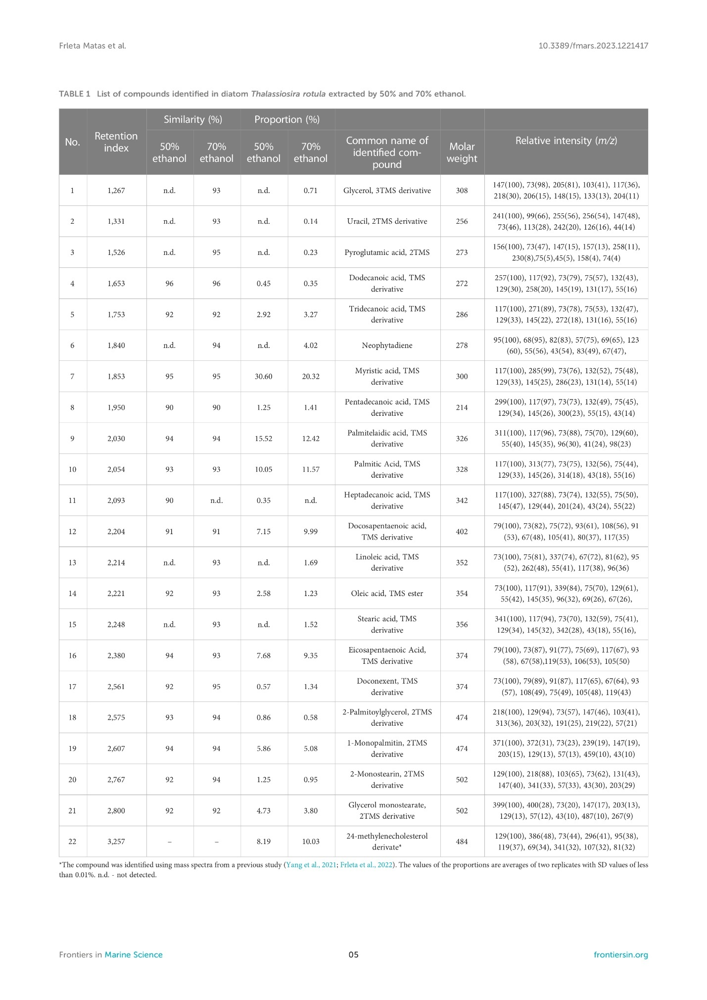 Frleta Matas et al. 10.3389/fmars.2023.1221417
TABLE 1 List of compounds identified in diatom Thalassiosira rotula extracted by 50% and 70% ethanol.
No. Retention index Similarity (%) Proportion (%) Common name of identified com-pound Molar weight Relative intensity (m/z)
50% ethanol 70% ethanol 50% ethanol 70% ethanol
1 1,267 n.d. 93 n.d. 0.71 Glycerol, 3TMS derivative 308 147(100), 73(98), 205(81), 103(41), 117(36),
218(30), 206(15), 148(15), 133(13), 204(11)
2 1,331 n.d. 93 n.d. 0.14 Uracil, 2TMS derivative 256 241(100), 99(66), 255(56), 256(54), 147(48),
73(46), 113(28), 242(20), 126(16), 44(14)
3 1,526 n.d. 95 n.d. 0.23 Pyroglutamic acid, 2TMS 273 156(100), 73(47), 147(15), 157(13), 258(11),
230(8),75(5),45(5), 158(4), 74(4)
4 1,653 96 96 0.45 0.35 Dodecanoic acid, TMS derivative 272 257(100), 117(92), 73(79), 75(57), 132(43),
129(30), 258(20), 145(19), 131(17), 55(16)
5 1,753 92 92 2.92 3.27 Tridecanoic acid, TMS derivative 286 117(100), 271(89), 73(78), 75(53), 132(47),
129(33), 145(22), 272(18), 131(16), 55(16)
6 1,840 n.d. 94 n.d. 4.02 Neophytadiene 278 95(100), 68(95), 82(83), 57(75), 69(65), 123
(60), 55(56), 43(54), 83(49), 67(47),
7 1,853 95 95 30.60 20.32 Myristic acid, TMS derivative 300 117(100), 285(99), 73(76), 132(52), 75(48),
129(33), 145(25), 286(23), 131(14), 55(14)
8 1,950 90 90 1.25 1.41 Pentadecanoic acid, TMS derivative 214 299(100), 117(97), 73(73), 132(49), 75(45),
129(34), 145(26), 300(23), 55(15), 43(14)
9 2,030 94 94 15.52 12.42 Palmitelaidic acid, TMS derivative 326 311(100), 117(96), 73(88), 75(70), 129(60),
55(40), 145(35), 96(30), 41(24), 98(23)
10 2,054 93 93 10.05 11.57 Palmitic Acid, TMS derivative 328 117(100), 313(77), 73(75), 132(56), 75(44),
129(33), 145(26), 314(18), 43(18), 55(16)
11 2,093 90 n.d. 0.35 n.d. Heptadecanoic acid, TMS derivative 342 117(100), 327(88), 73(74), 132(55), 75(50),
145(47), 129(44), 201(24), 43(24), 55(22)
12 2,204 91 91 7.15 9.99 Docosapentaenoic acid, TMS derivative 402 79(100), 73(82), 75(72), 93(61), 108(56), 91
(53), 67(48), 105(41), 80(37), 117(35)
13 2,214 n.d. 93 n.d. 1.69 Linoleic acid, TMS derivative 352 73(100), 75(81), 337(74), 67(72), 81(62), 95
(52), 262(48), 55(41), 117(38), 96(36)
14 2,221 92 93 2.58 1.23 Oleic acid, TMS ester 354 73(100), 117(91), 339(84), 75(70), 129(61),
55(42), 145(35), 96(32), 69(26), 67(26),
15 2,248 n.d. 93 n.d. 1.52 Stearic acid, TMS derivative 356 341(100), 117(94), 73(70), 132(59), 75(41),
129(34), 145(32), 342(28), 43(18), 55(16),
16 2,380 94 93 7.68 9.35 Eicosapentaenoic Acid, TMS derivative 374 79(100), 73(87), 91(77), 75(69), 117(67), 93
(58), 67(58),119(53), 106(53), 105(50)
17 2,561 92 95 0.57 1.34 Doconexent, TMS derivative 374 73(100), 79(89), 91(87), 117(65), 67(64), 93
(57), 108(49), 75(49), 105(48), 119(43)
18 2,575 93 94 0.86 0.58 2-Palmitoylglycerol, 2TMS derivative 474 218(100), 129(94), 73(57), 147(46), 103(41),
313(36), 203(32), 191(25), 219(22), 57(21)
19 2,607 94 94 5.86 5.08 1-Monopalmitin, 2TMS derivative 474 371(100), 372(31), 73(23), 239(19), 147(19),
203(15), 129(13), 57(13), 459(10), 43(10)
20 2,767 92 94 1.25 0.95 2-Monostearin, 2TMS derivative 502 129(100), 218(88), 103(65), 73(62), 131(43),
147(40), 341(33), 57(33), 43(30), 203(29)
21 2,800 92 92 4.73 3.80 Glycerol monostearate, 2TMS derivative 502 399(100), 400(28), 73(20), 147(17), 203(13),
129(13), 57(12), 43(10), 487(10), 267(9)
22 3,257 – – 8.19 10.03 24-methylenecholesterol derivate* 484 129(100), 386(48), 73(44), 296(41), 95(38),
119(37), 69(34), 341(32), 107(32), 81(32)
*The compound was identified using mass spectra from a previous study (Yang et al., 2021; Frleta et al., 2022). The values of the proportions are averages of two replicates with SD values of less
than 0.01%. n.d. - not detected.
Frontiers in Marine Science 05 frontiersin.org